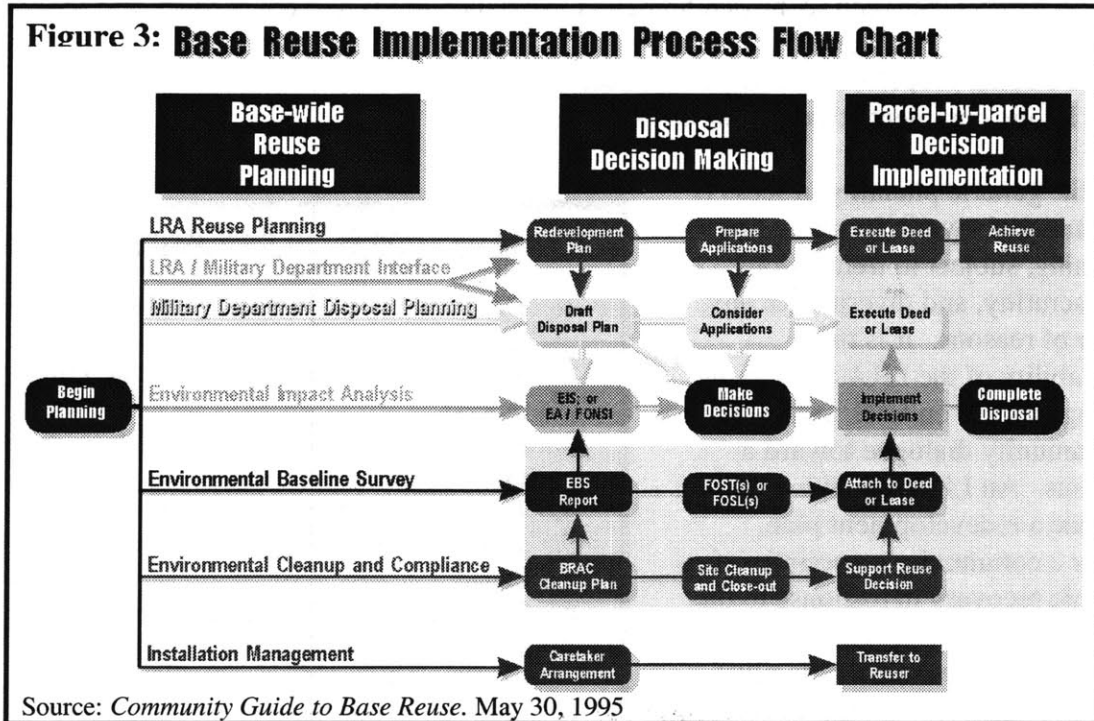 Figure 3: Base Reuse Implementation Process Flow Chart
Base-wide
Reuse
Planning
Disposal
Decision Making
Parcel-by-parcel
Decision
Implementation
LRA Reuse Planning
Redevelopment
Plan
Prepare
Applications
Execute Deed
or Lease
Achieve
Reuse
LRA / Military Department Interface
Military Department Disposal Planning
Draft
Disposal Plan
Consider
Applications
Execute Deed
or Lease
Begin
Planning
Environmental Impact Analysis
EIS; or
EA / FONSI
Make
Decisions
Implement
Decisions
Complete
Disposal
Environmental Baseline Survey
EBS
Report
FOST(s) or
FOSL(s)
Attach to Deed
or Lease
Environmental Cleanup and Compliance
BRAC
Cleanup Plan
Site Cleanup
and Close-out
Support Reuse
Decision
Installation Management
Caretaker
Arrangement
Transfer to
Reuser
Source: Community Guide to Base Reuse. May 30, 1995